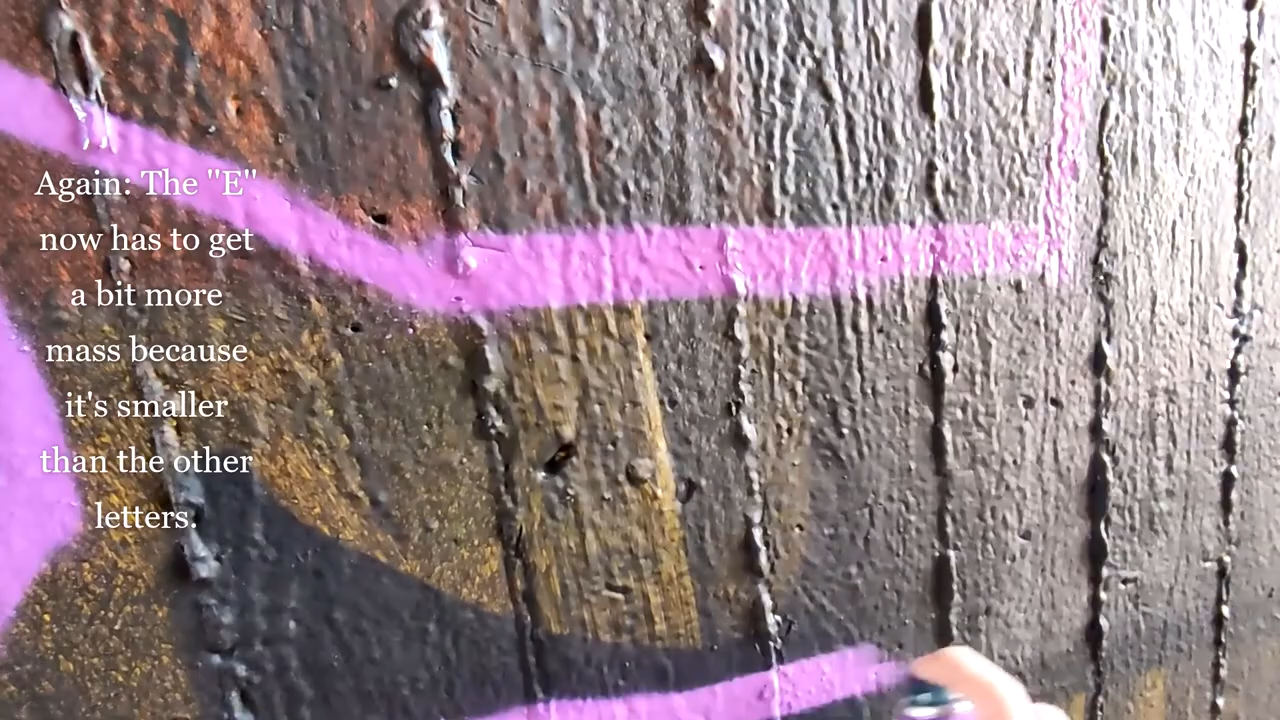 Again: The "E"
now has to get
a bit more
mass because
it's smaller
than the other
letters.